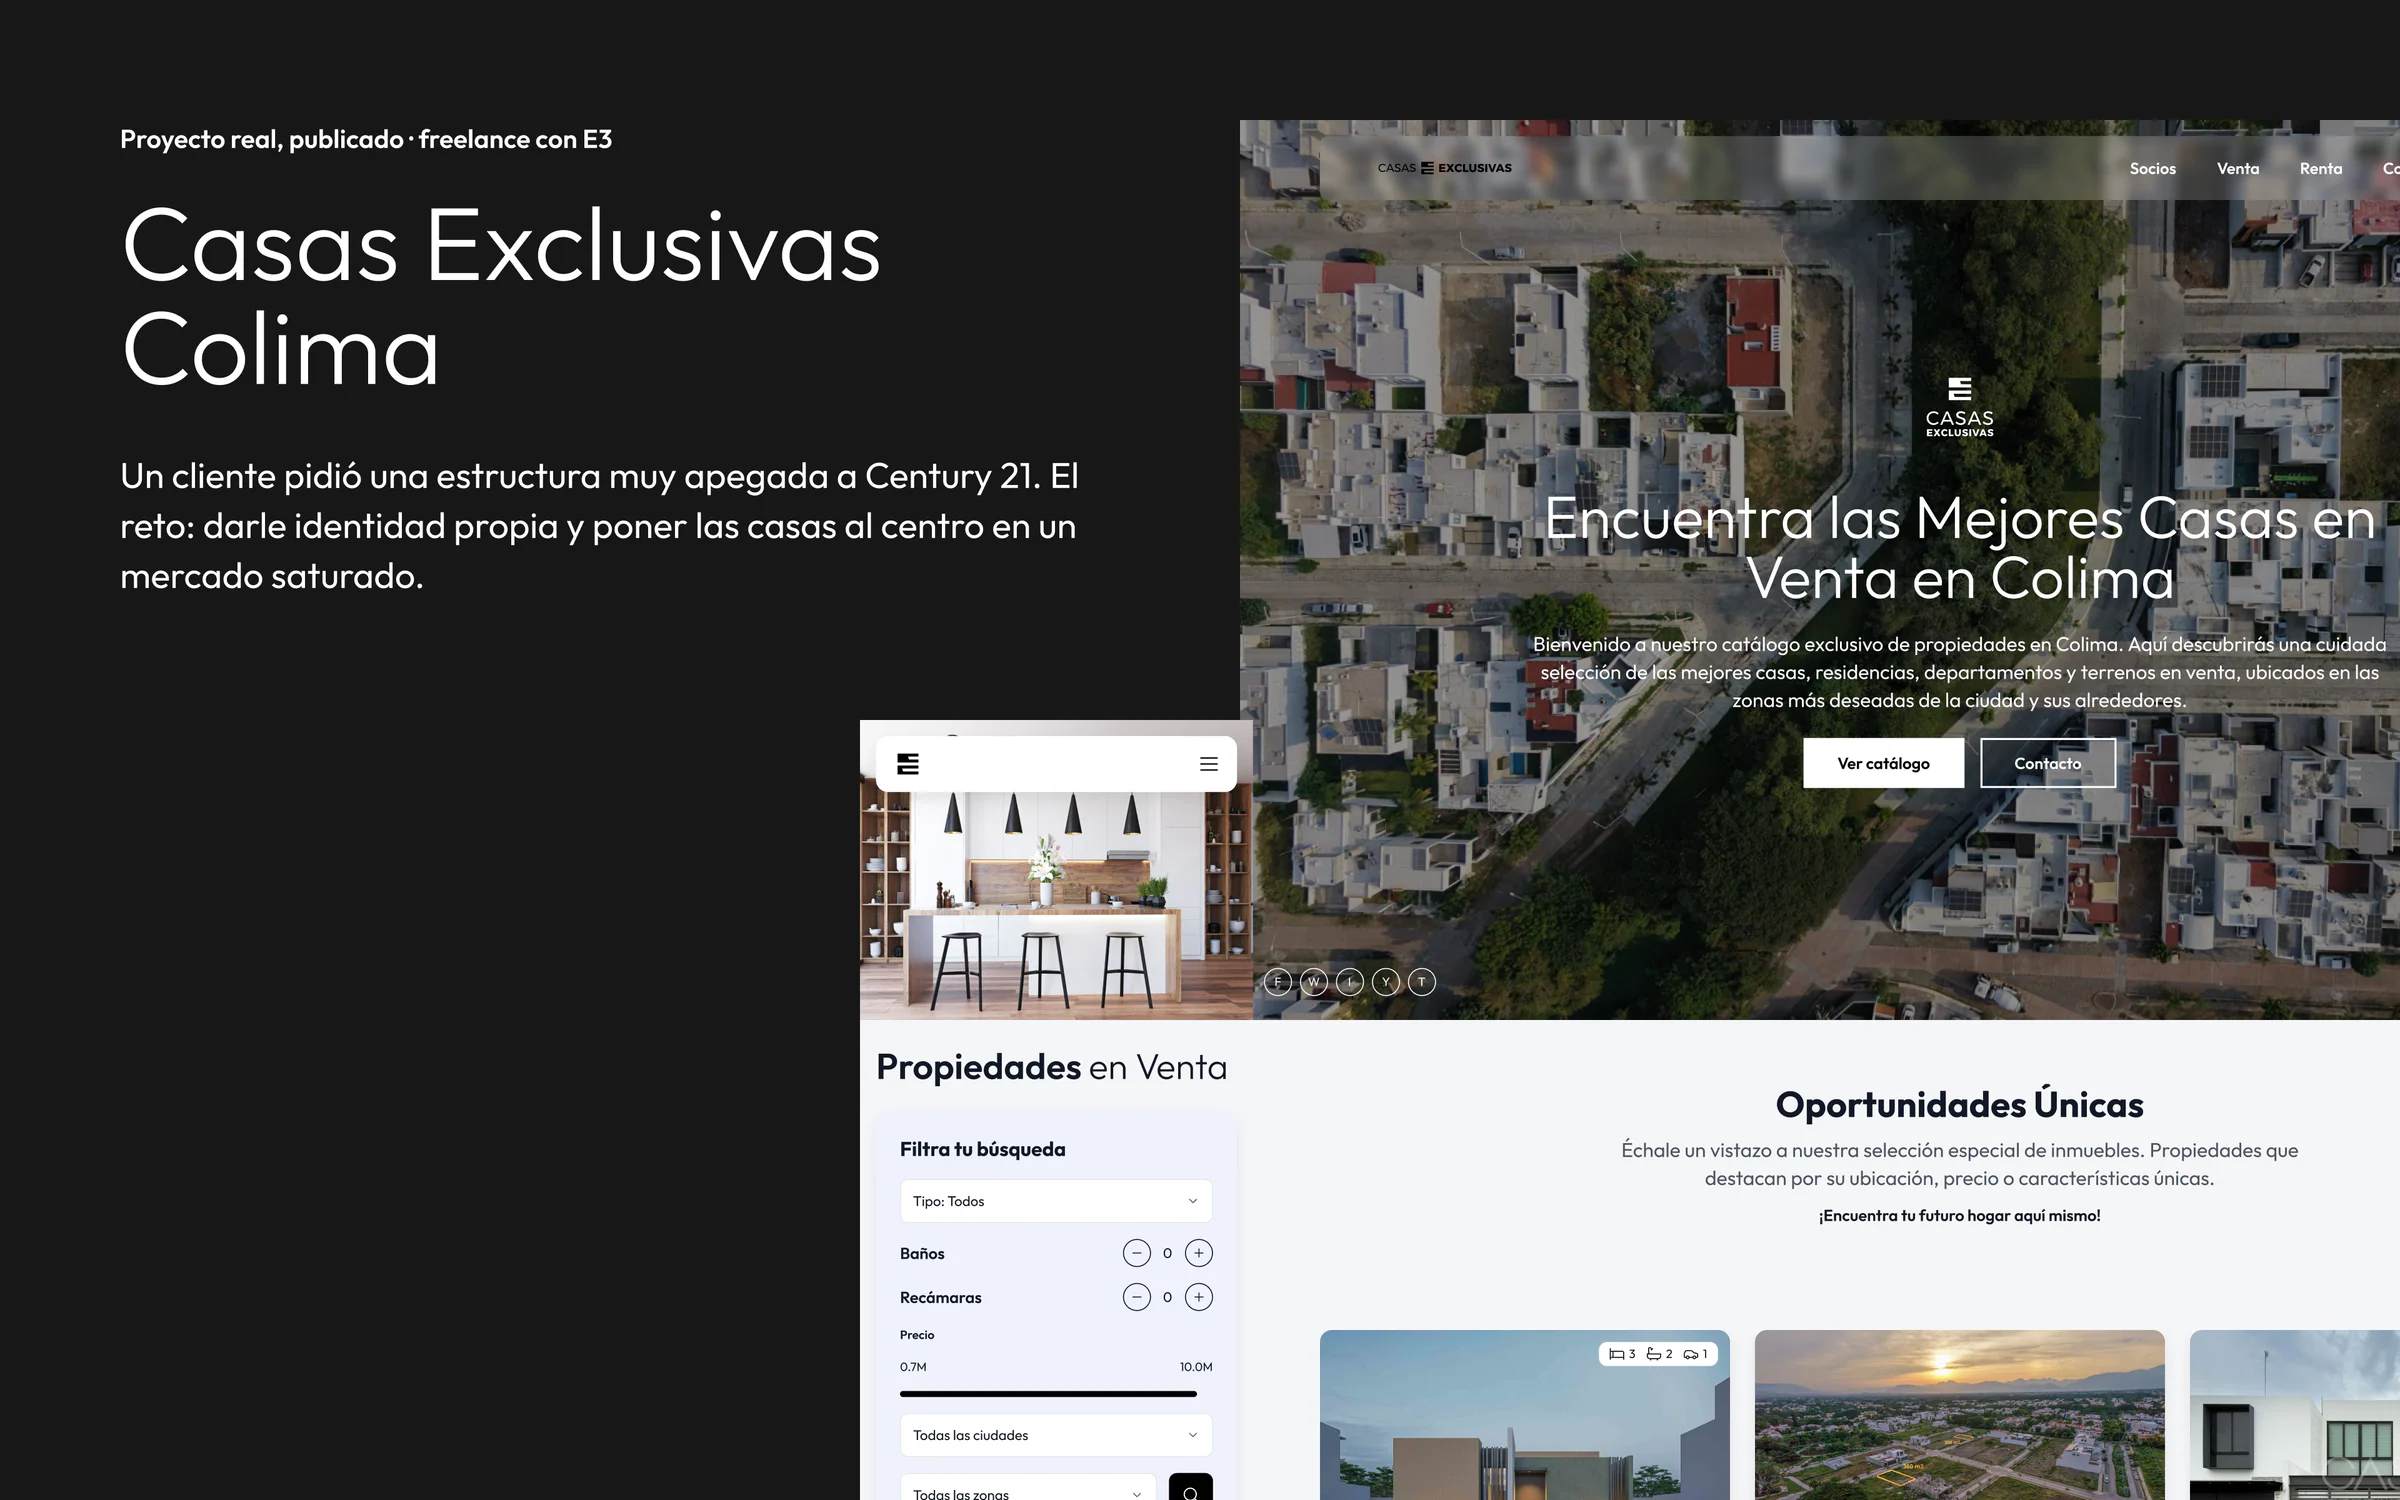 Proyecto real, publicado · freelance con E3
Casas Exclusivas
Colima
Un cliente pidió una estructura muy apegada a Century 21. El
reto: darle identidad propia y poner las casas al centro en un
mercado saturado.
CASAS EXCLUSIVAS
Socios
Venta
Renta
Co
CASAS
EXCLUSIVAS
Encuentra las Mejores Casas en
Venta en Colima
Bienvenido a nuestro catálogo exclusivo de propiedades en Colima. Aquí descubrirás una cuidada
selección de las mejores casas, residencias, departamentos y terrenos en venta, ubicados en las
zonas más deseadas de la ciudad y sus alrededores.
Ver catálogo
Contacto
F W I Y T
Propiedades en Venta
Filtra tu búsqueda
Tipo: Todos
Baños
0
Recámaras
0
Precio
0.7M
10.0M
Todas las ciudades
Todas las zonas
Oportunidades Únicas
Échale un vistazo a nuestra selección especial de inmuebles. Propiedades que
destacan por su ubicación, precio o características únicas.
¡Encuentra tu futuro hogar aquí mismo!
3 2 1